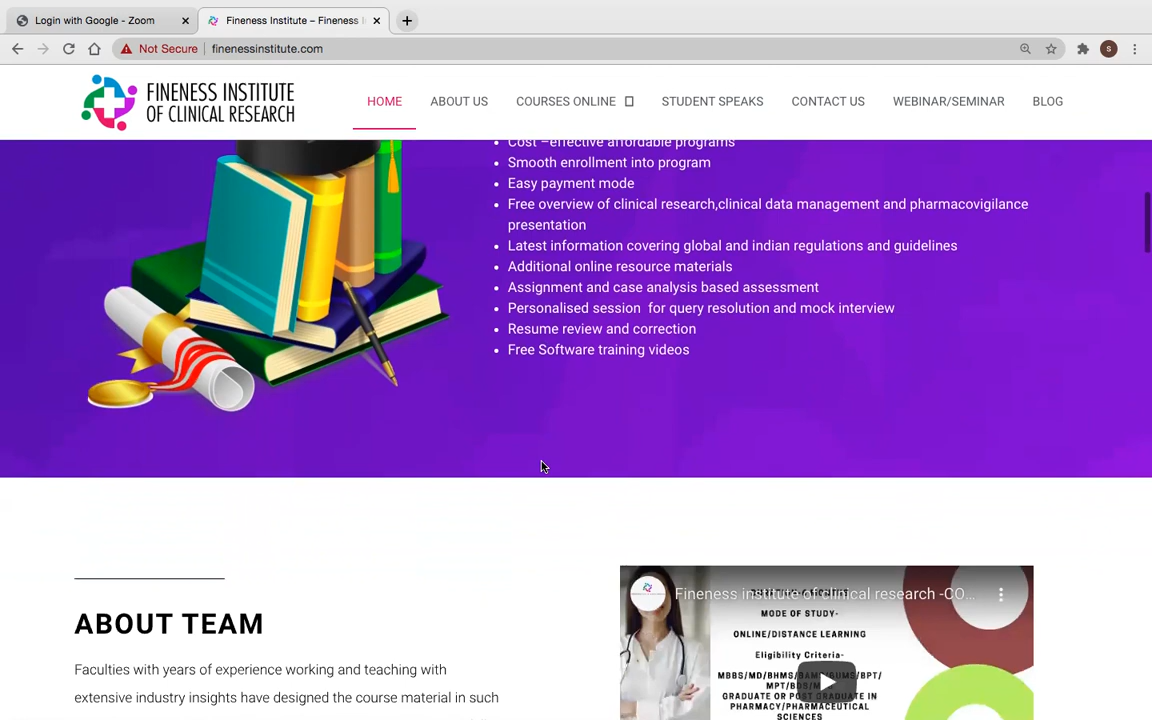 Login with Google - Zoom
Fineness Institute – Fineness
Not Secure
finenessinstitute.com
S
FINENESS INSTITUTE
OF CLINICAL RESEARCH
HOME
ABOUT US
COURSES ONLINE
STUDENT SPEAKS
CONTACT US
WEBINAR/SEMINAR
BLOG
Cost –effective affordable programs
Smooth enrollment into program
Easy payment mode
Free overview of clinical research,clinical data management and pharmacovigilance
presentation
Latest information covering global and indian regulations and guidelines
Additional online resource materials
Assignment and case analysis based assessment
Personalised session for query resolution and mock interview
Resume review and correction
Free Software training videos
ABOUT TEAM
Faculties with years of experience working and teaching with
extensive industry insights have designed the course material in such
Fineness institute of clinical research -CO...
MODE OF STUDY-
ONLINE/DISTANCE LEARNING
Eligibility Criteria-
MBBS/MD/BHMS/BAMS/BUMS/BPT/
GRADUATE OR POST GRADUATE IN
PHARMACY/PHARMACEUTICAL
SCIENCES